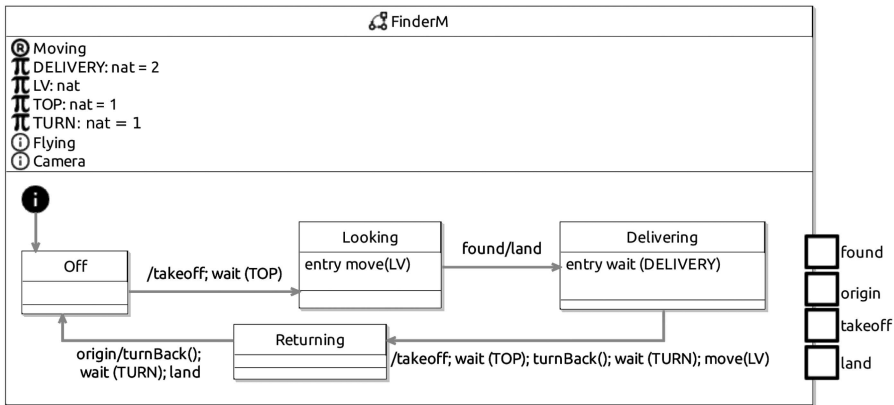 FinderM
Moving
DELIVERY: nat = 2
LV: nat
TOP: nat = 1
TURN: nat = 1
Flying
Camera
Off
/takeoff; wait (TOP)
Looking
entry move(LV)
found/land
Delivering
entry wait (DELIVERY)
Returning
origin/turnBack();
wait (TURN); land
/takeoff; wait (TOP); turnBack(); wait (TURN); move(LV)
found
origin
takeoff
land